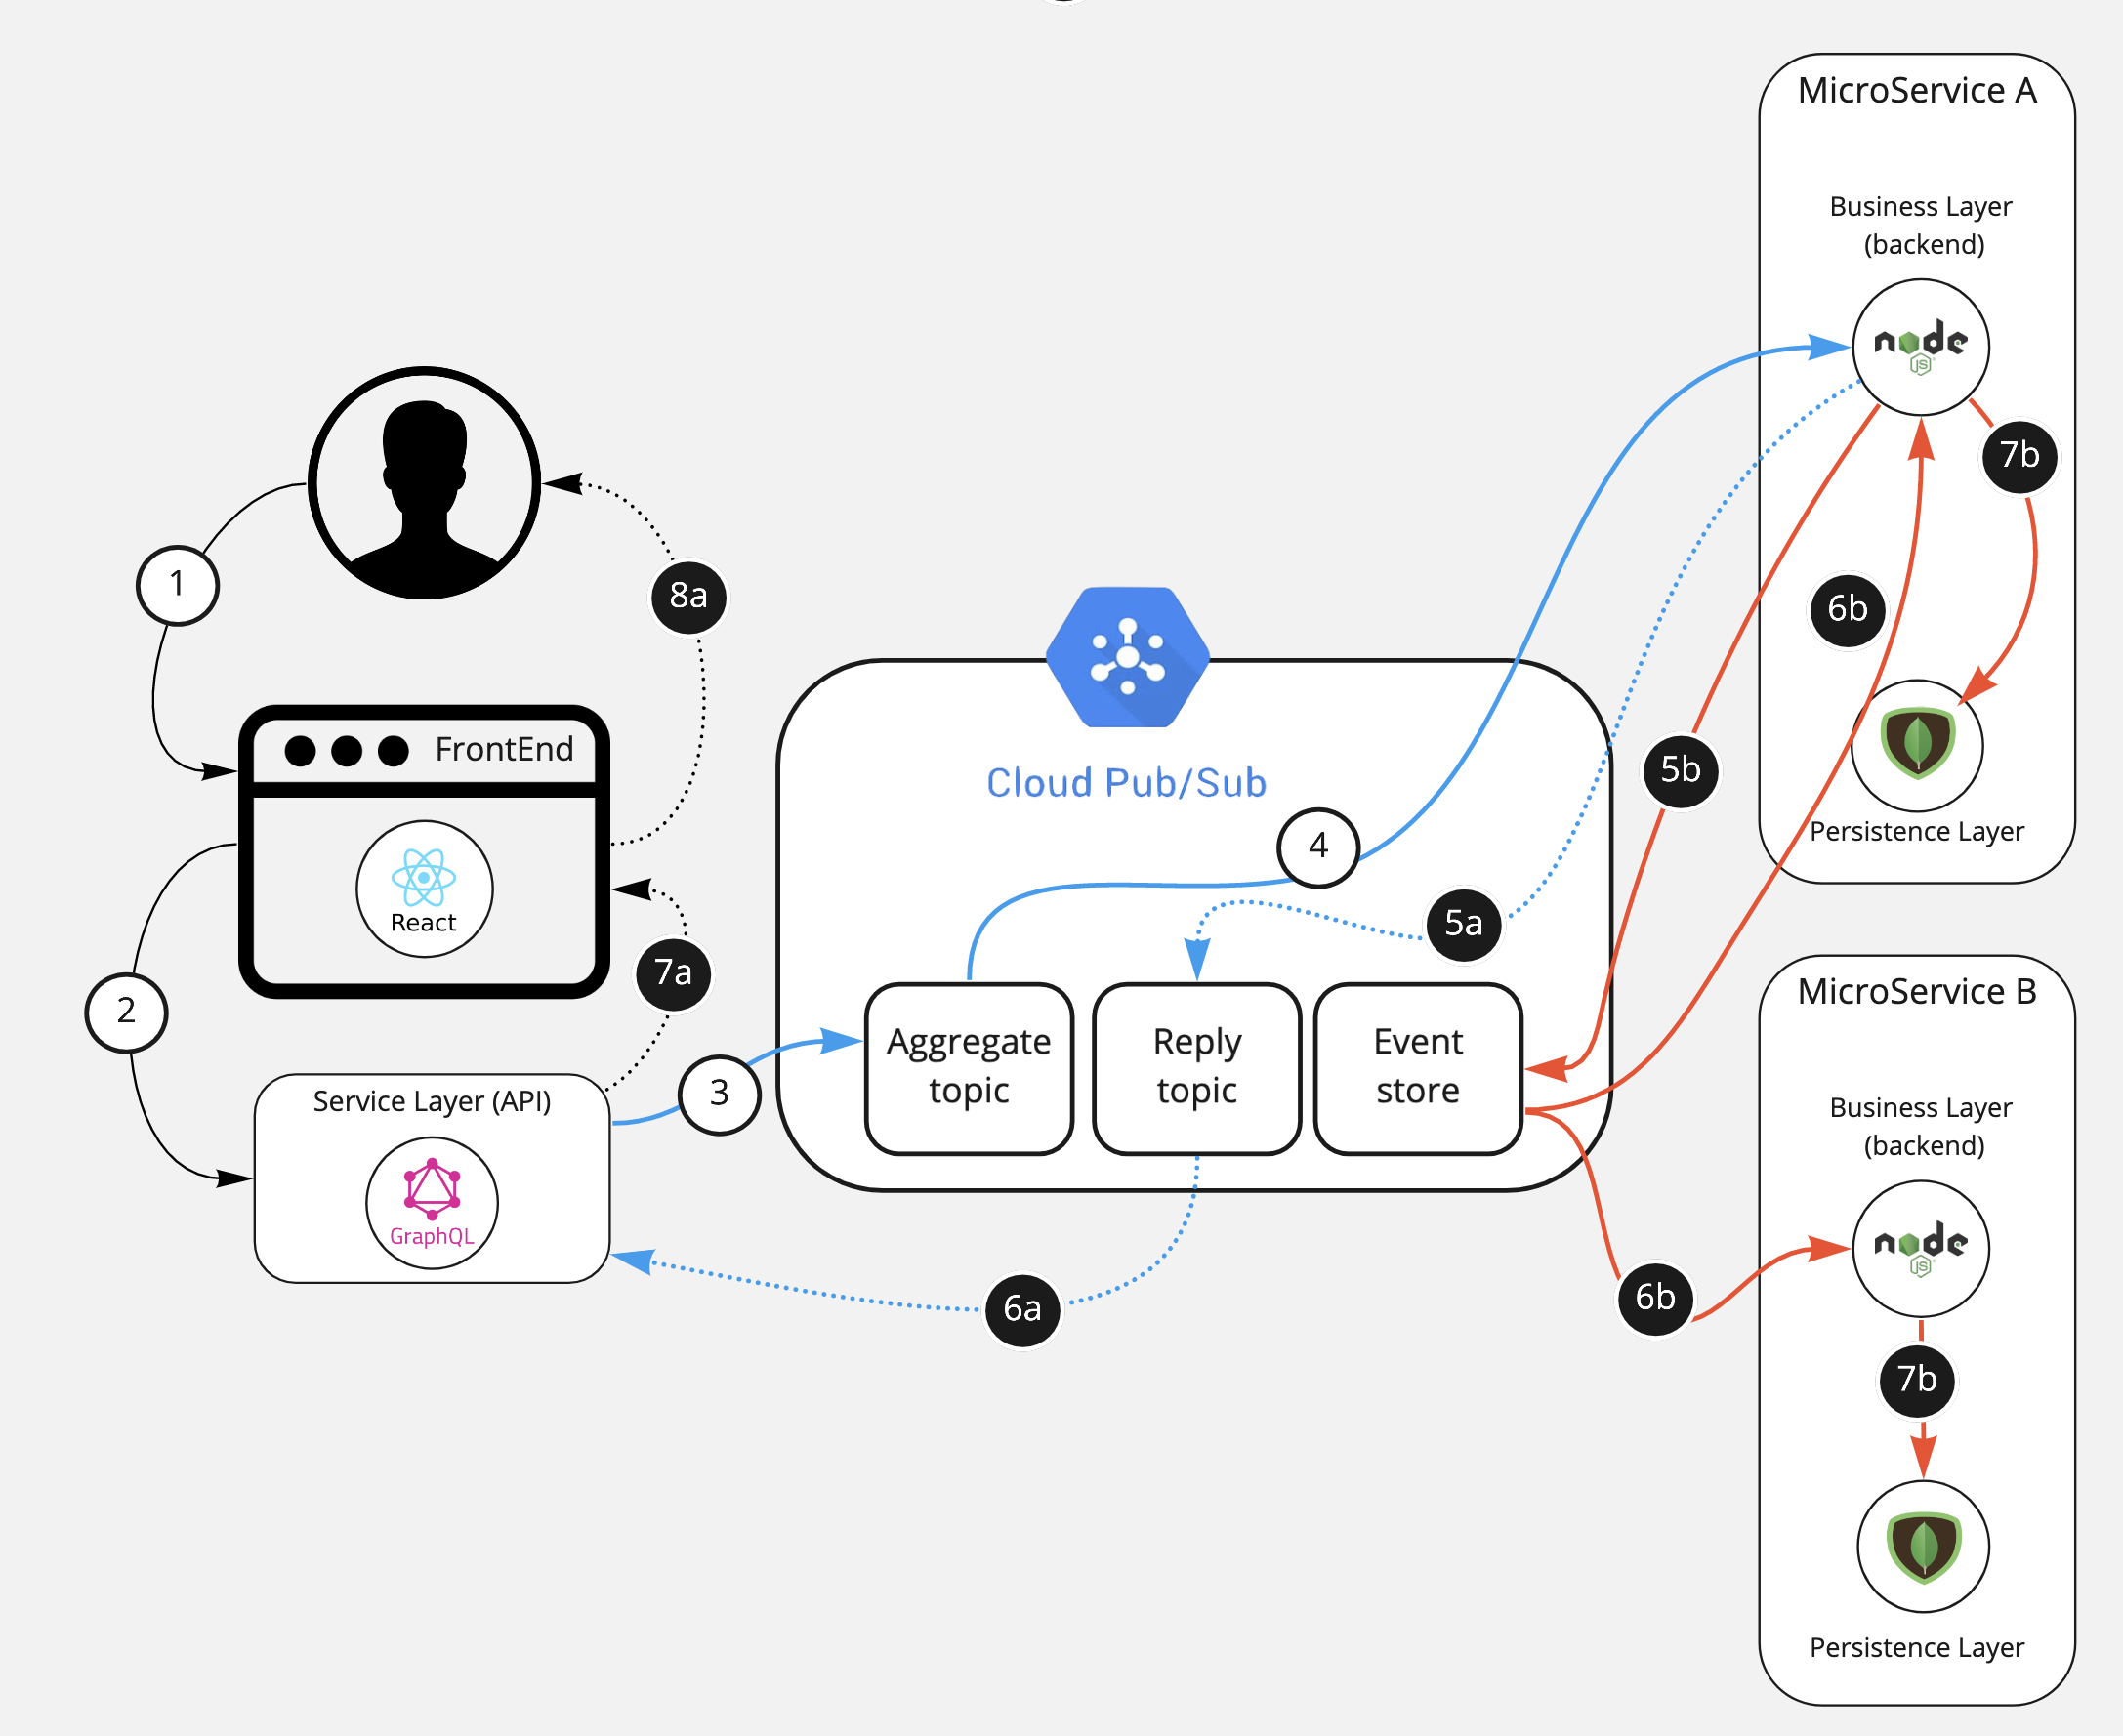 MicroService A
Business Layer
(backend)
node
JS
7b
6b
5b
Persistence Layer
1
8a
FrontEnd
React
2
7a
Service Layer (API)
GraphQL
3
Cloud Pub/Sub
4
5a
Aggregate
topic
Reply
topic
Event
store
6a
6b
MicroService B
Business Layer
(backend)
node
JS
7b
Persistence Layer